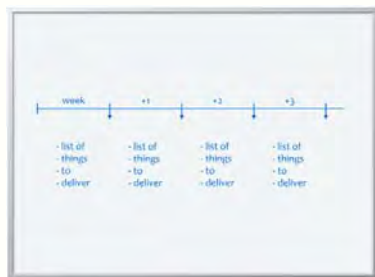 week +1 +2 +3
- list of - list of - list of - list of
- things - things - things - things
- to - to - to - to
- deliver - deliver - deliver - deliver